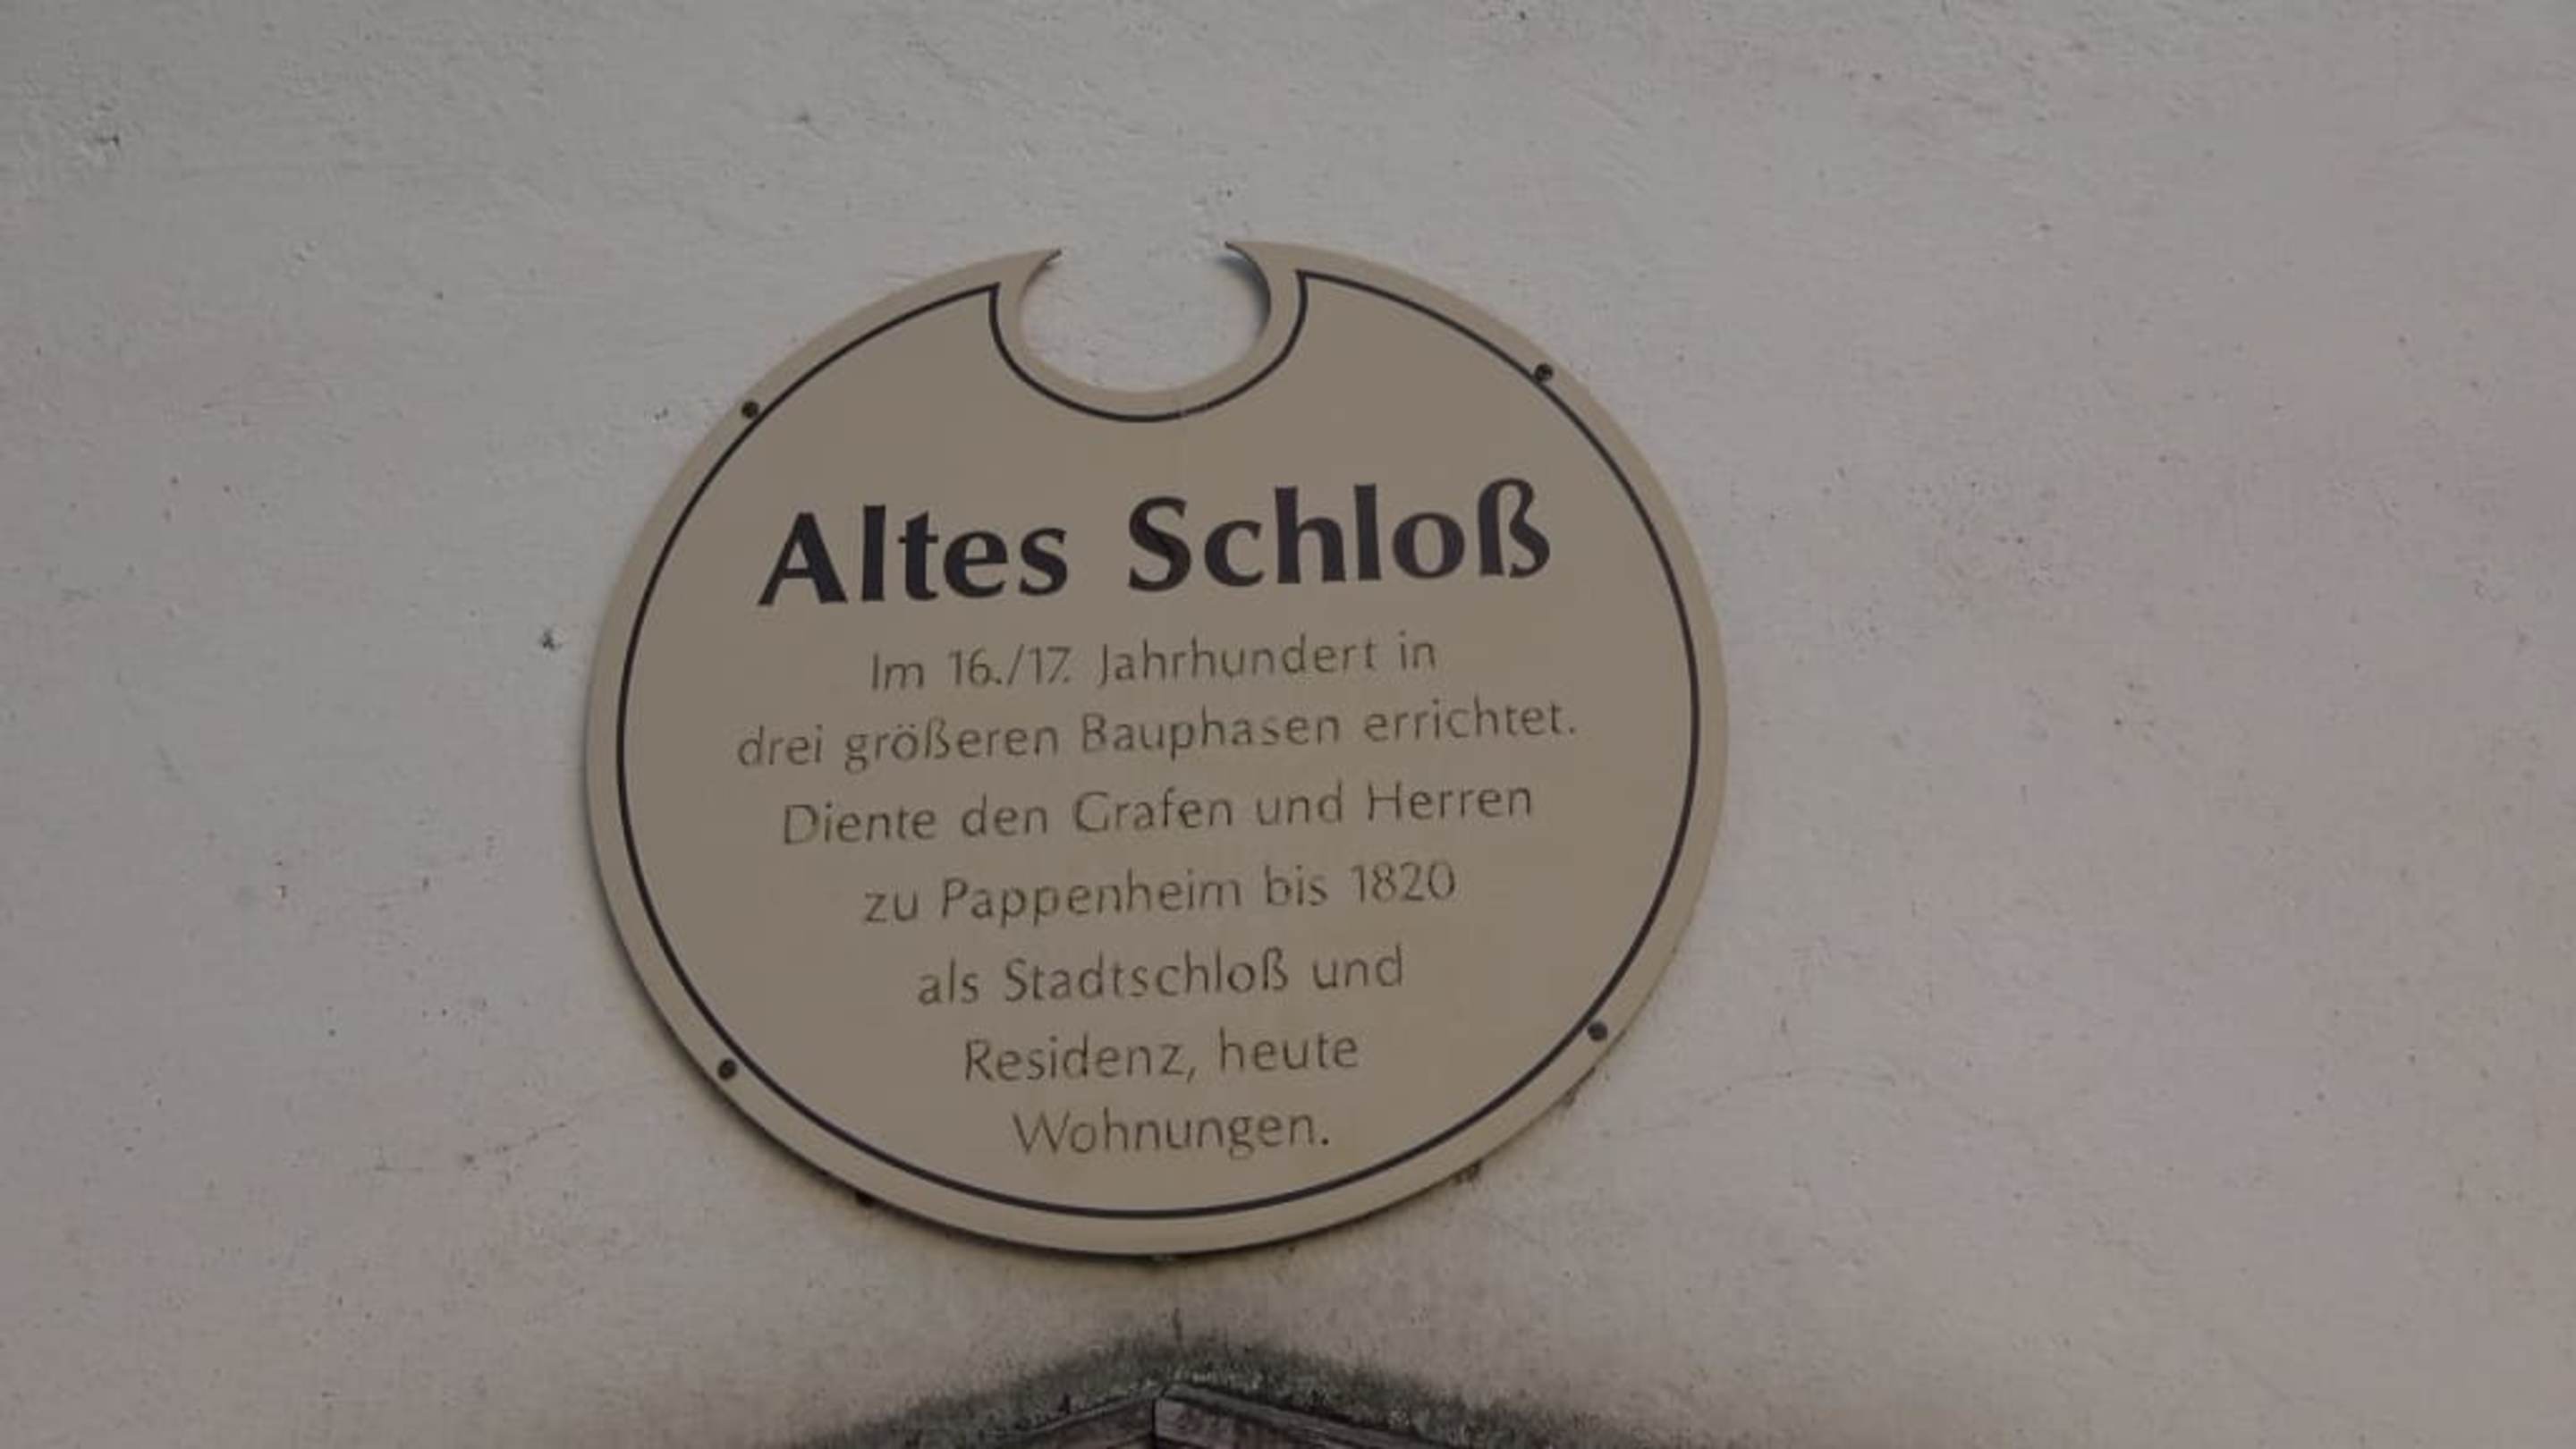 Altes Schloß
Im 16./17. Jahrhundert in
drei größeren Bauphasen errichtet.
Diente den Grafen und Herren
zu Pappenheim bis 1820
als Stadtschloß und
Residenz, heute
Wohnungen.